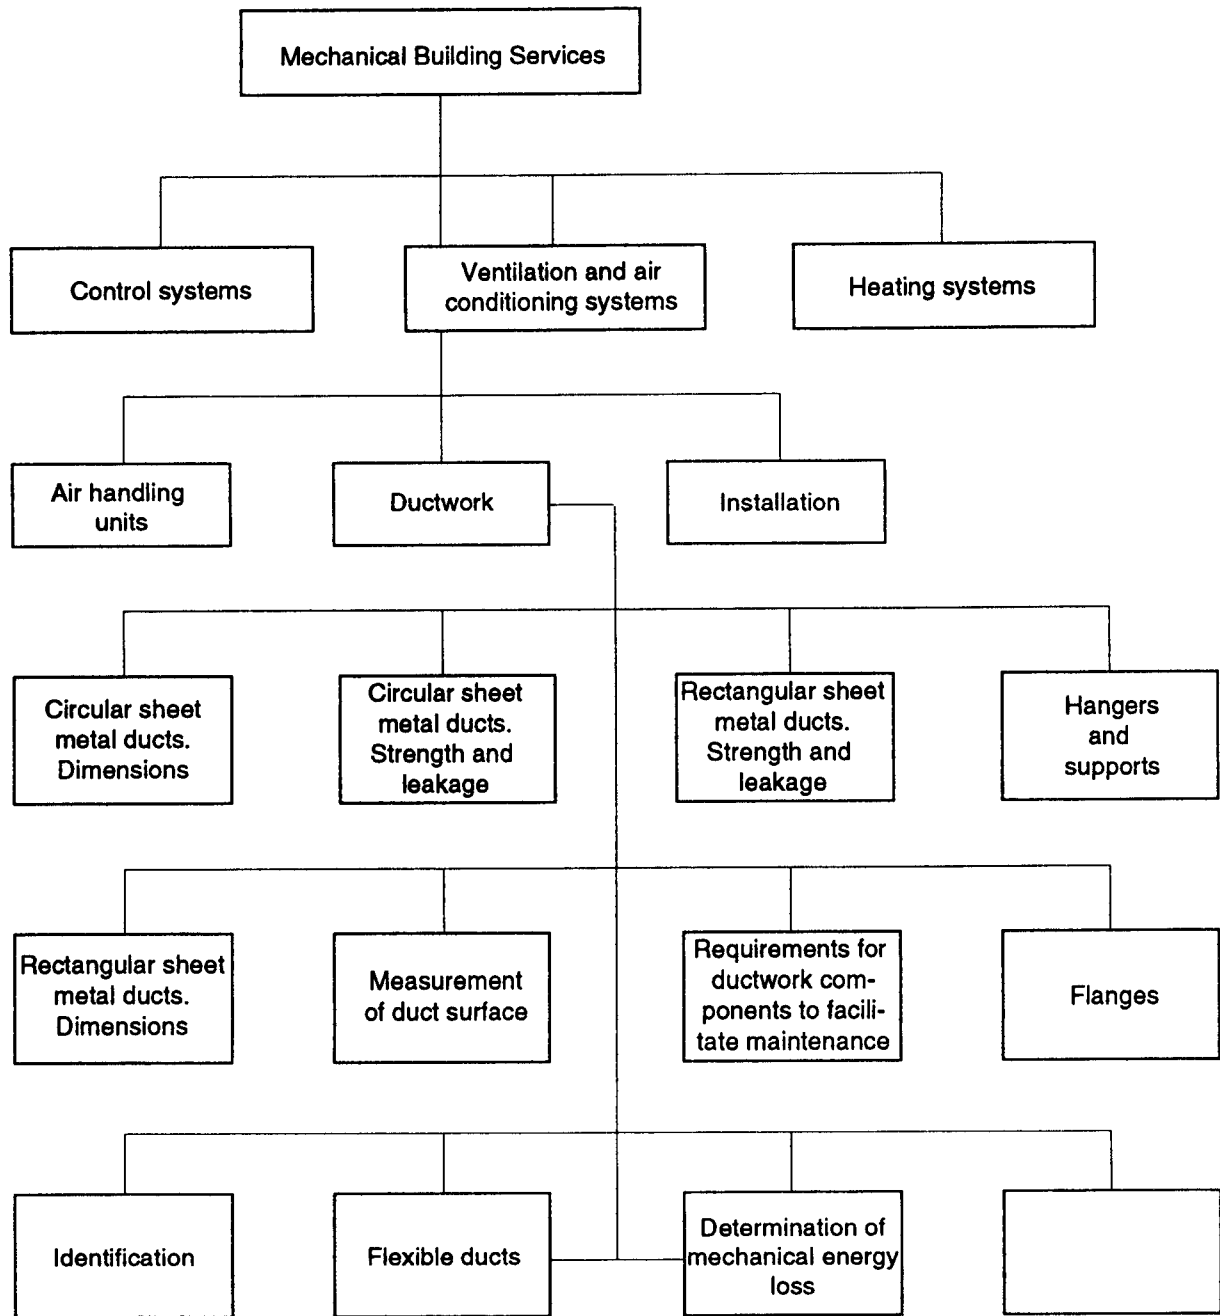 Mechanical Building Services
Control systems
Ventilation and air
conditioning systems
Heating systems
Air handling
units
Ductwork
Installation
Circular sheet
metal ducts.
Dimensions
Circular sheet
metal ducts.
Strength and
leakage
Rectangular sheet
metal ducts.
Strength and
leakage
Hangers
and
supports
Rectangular sheet
metal ducts.
Dimensions
Measurement
of duct surface
Requirements for
ductwork com-
ponents to facili-
tate maintenance
Flanges
Identification
Flexible ducts
Determination of
mechanical energy
loss